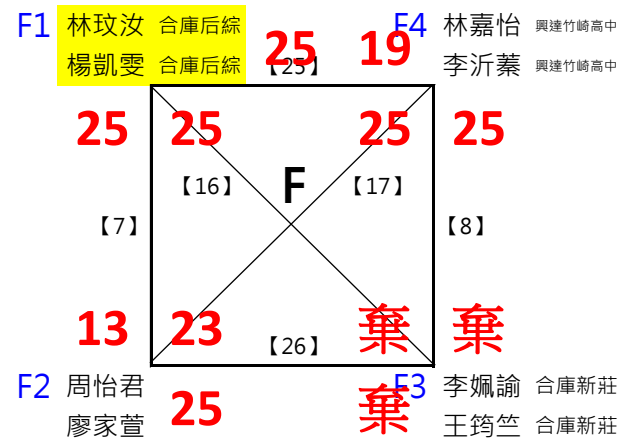 F1 林玟汝 合庫后綜 25 19 F4 林嘉怡 興達竹崎高中
楊凱雯 合庫后綜 【25】 李沂蓁 興達竹崎高中
25 25 25 25
【16】 F 【17】
【7】 【8】
13 23 【26】 棄 棄
F2 周怡君 25 棄 F3 李姵諭 合庫新莊
廖家萱 王筠竺 合庫新莊